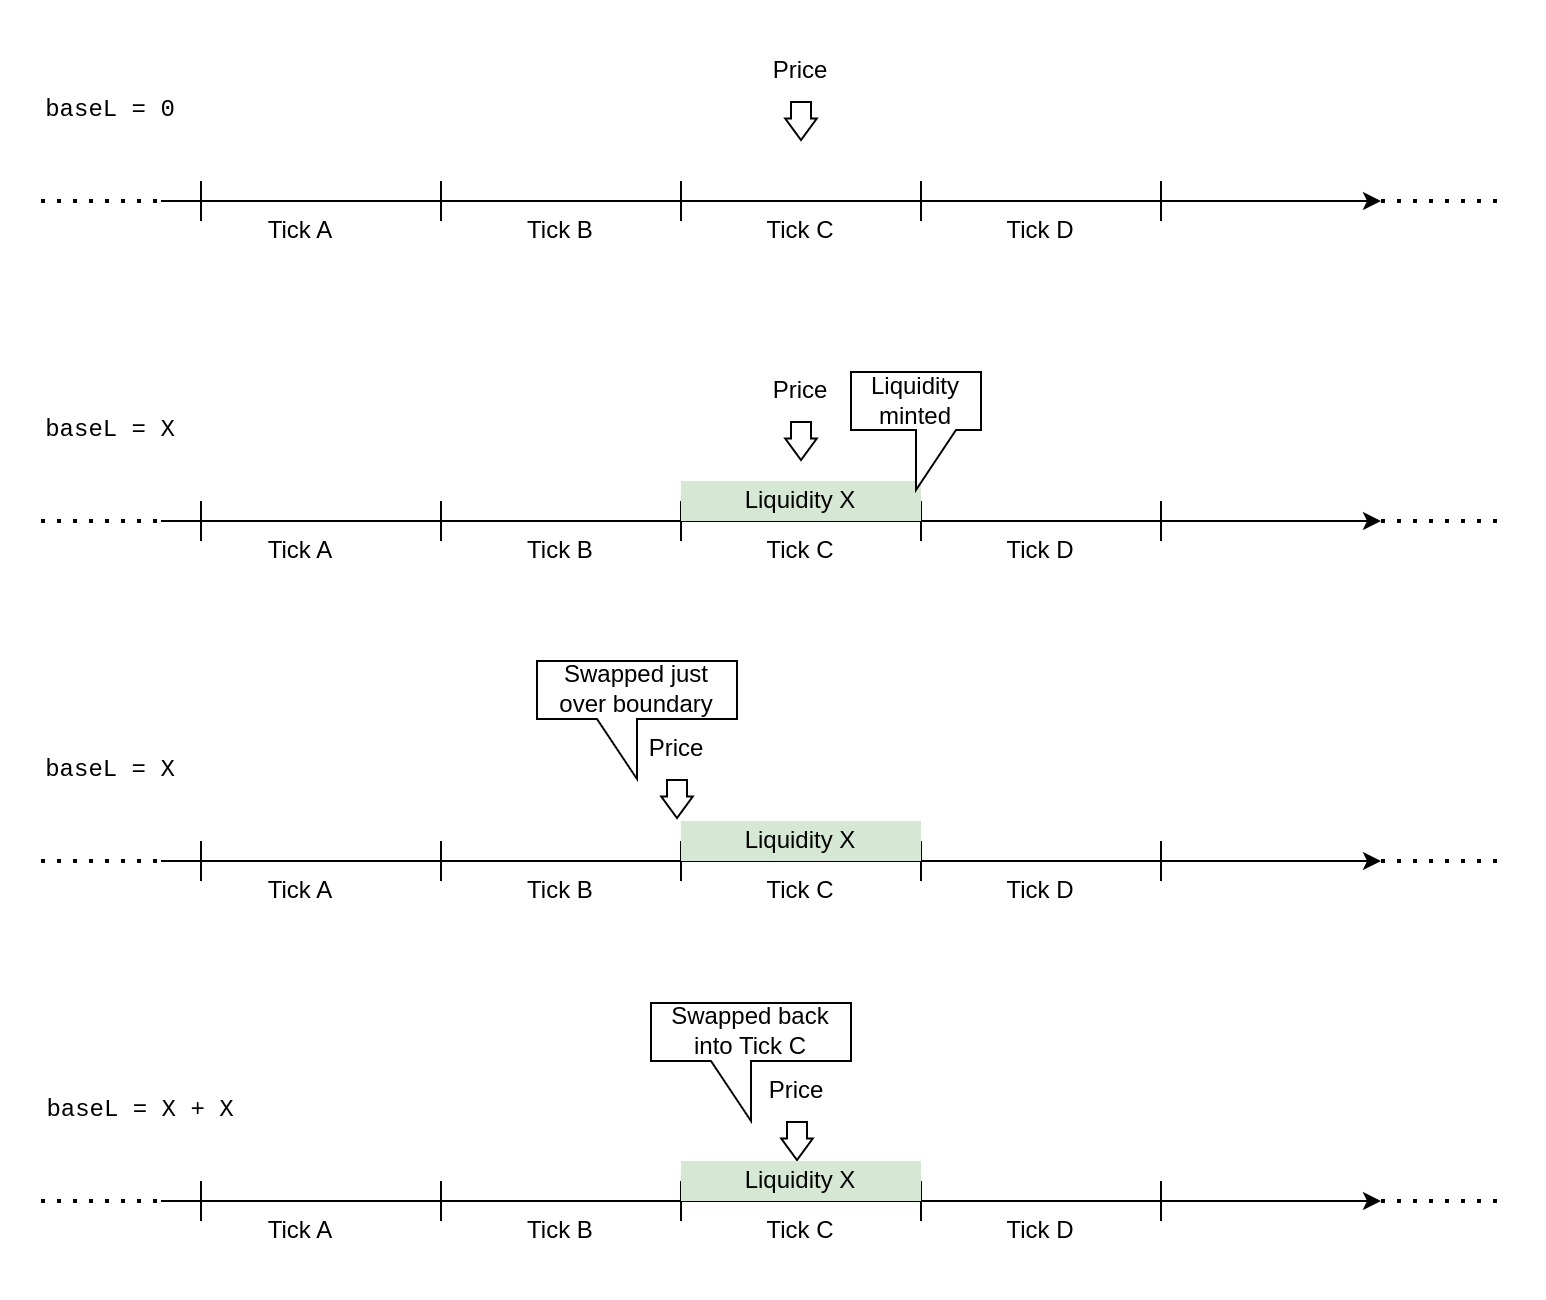 Price
baseL = 0
Tick A
Tick B
Tick C
Tick D
Price
Liquidity
minted
baseL = X
Liquidity X
Tick A
Tick B
Tick C
Tick D
Swapped just
over boundary
Price
baseL = X
Liquidity X
Tick A
Tick B
Tick C
Tick D
Swapped back
into Tick C
Price
baseL = X + X
Liquidity X
Tick A
Tick B
Tick C
Tick D